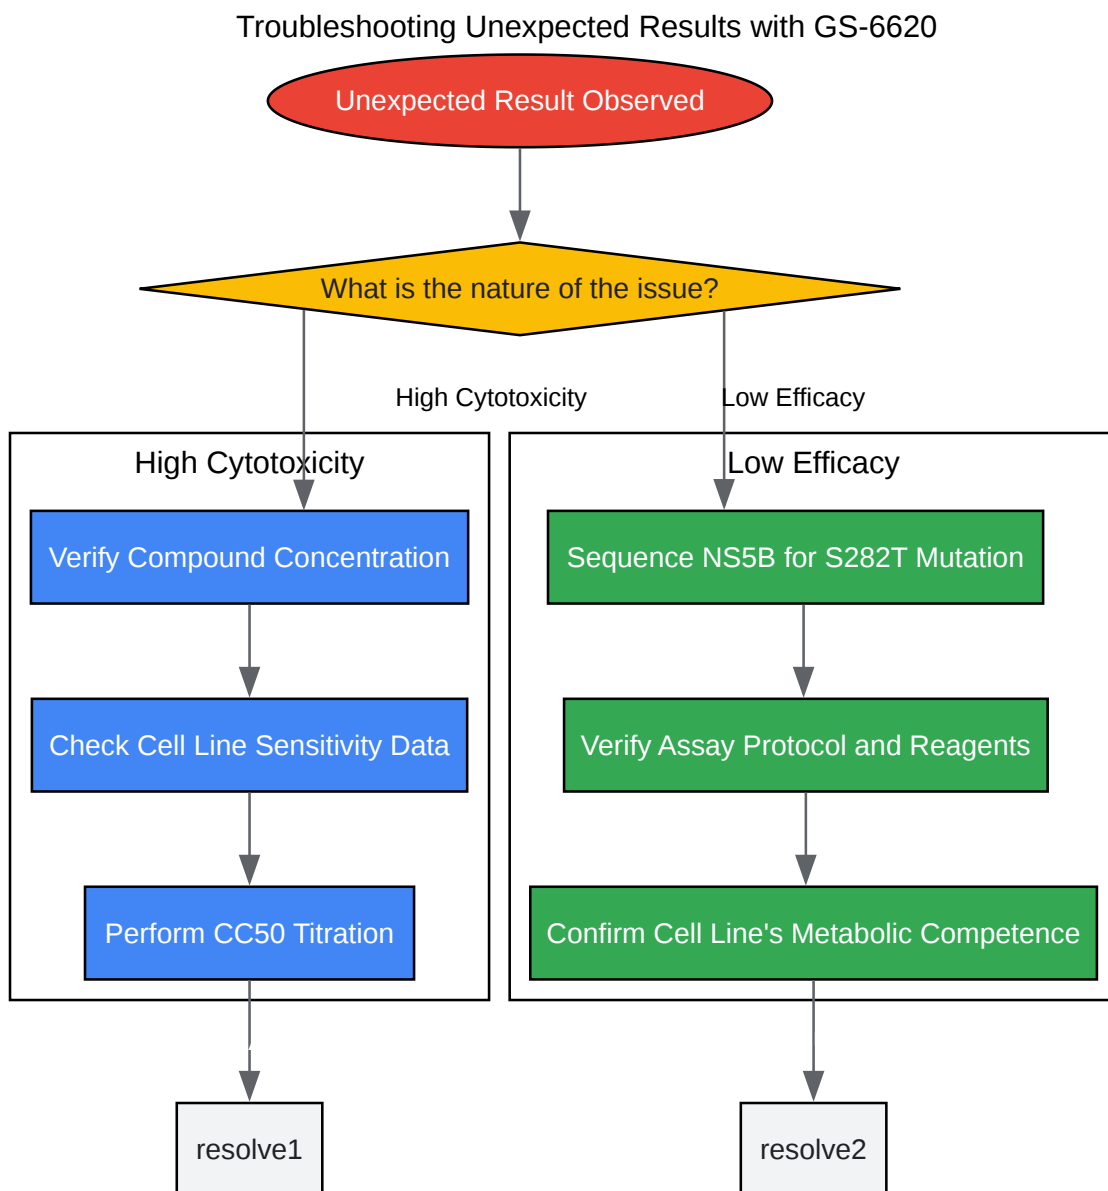 Troubleshooting Unexpected Results with GS-6620
Unexpected Result Observed
What is the nature of the issue?
High Cytotoxicity
Low Efficacy
High Cytotoxicity
Low Efficacy
Verify Compound Concentration
Sequence NS5B for S282T Mutation
Check Cell Line Sensitivity Data
Verify Assay Protocol and Reagents
Perform CC50 Titration
Confirm Cell Line's Metabolic Competence
resolve1
resolve2